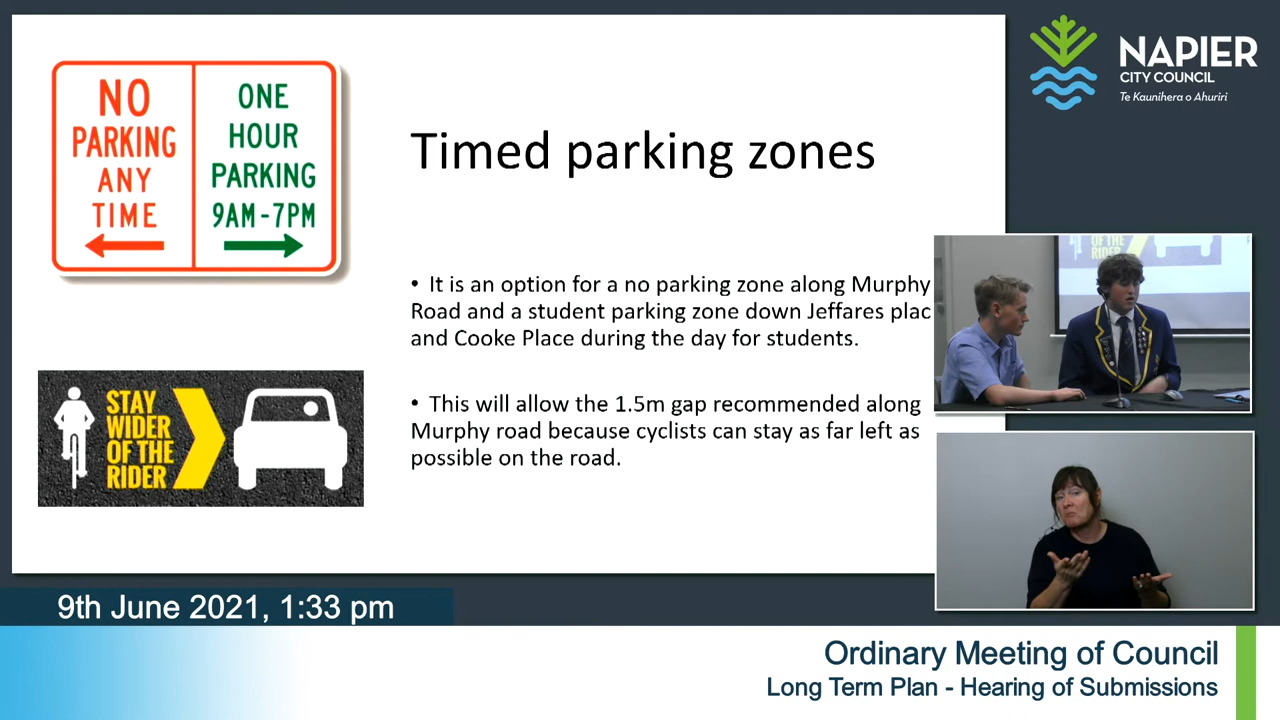 NO
PARKING
ANY
TIME
ONE
HOUR
PARKING
9AM-7PM
Timed parking zones
• It is an option for a no parking zone along Murphy
Road and a student parking zone down Jeffares plac
and Cooke Place during the day for students.
• This will allow the 1.5m gap recommended along
Murphy road because cyclists can stay as far left as
possible on the road.
STAY
WIDER
OF THE
RIDER
NAPIER
CITY COUNCIL
Te Kaunihera o Ahuriri
OF THE
RIDER
9th June 2021, 1:33 pm
Ordinary Meeting of Council
Long Term Plan - Hearing of Submissions